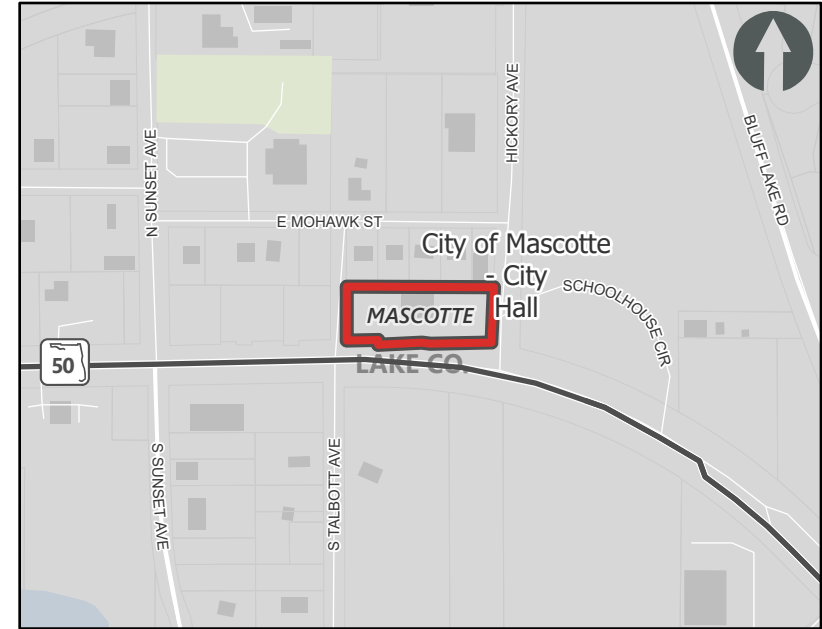 HICKORY AVE
BLUFF LAKE RD
N SUNSET AVE
E MOHAWK ST
City of Mascotte
- City
Hall
SCHOOLHOUSE CIR
MASCOTTE
LAKE CO.
50
S SUNSET AVE
S TALBOTT AVE